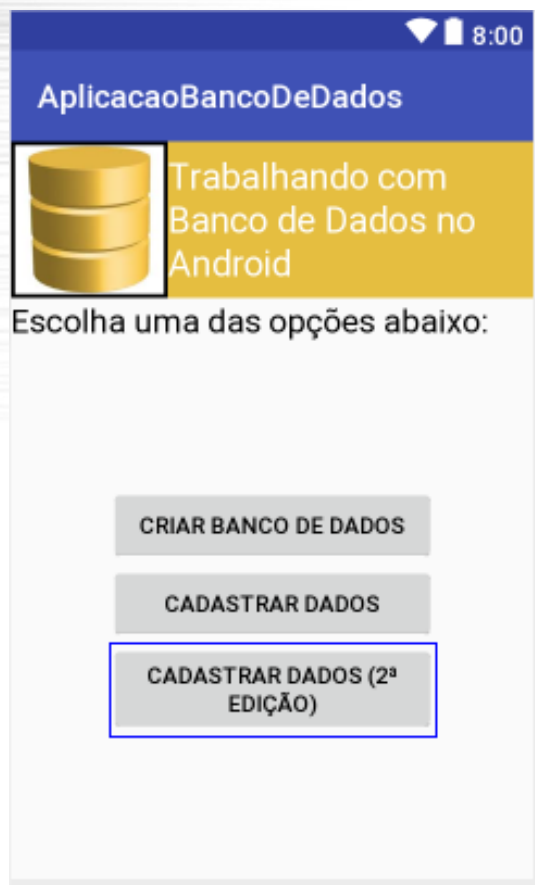 8:00
AplicacaoBancoDeDados
Trabalhando com
Banco de Dados no
Android
Escolha uma das opções abaixo:
CRIAR BANCO DE DADOS
CADASTRAR DADOS
CADASTRAR DADOS (2ª
EDIÇÃO)